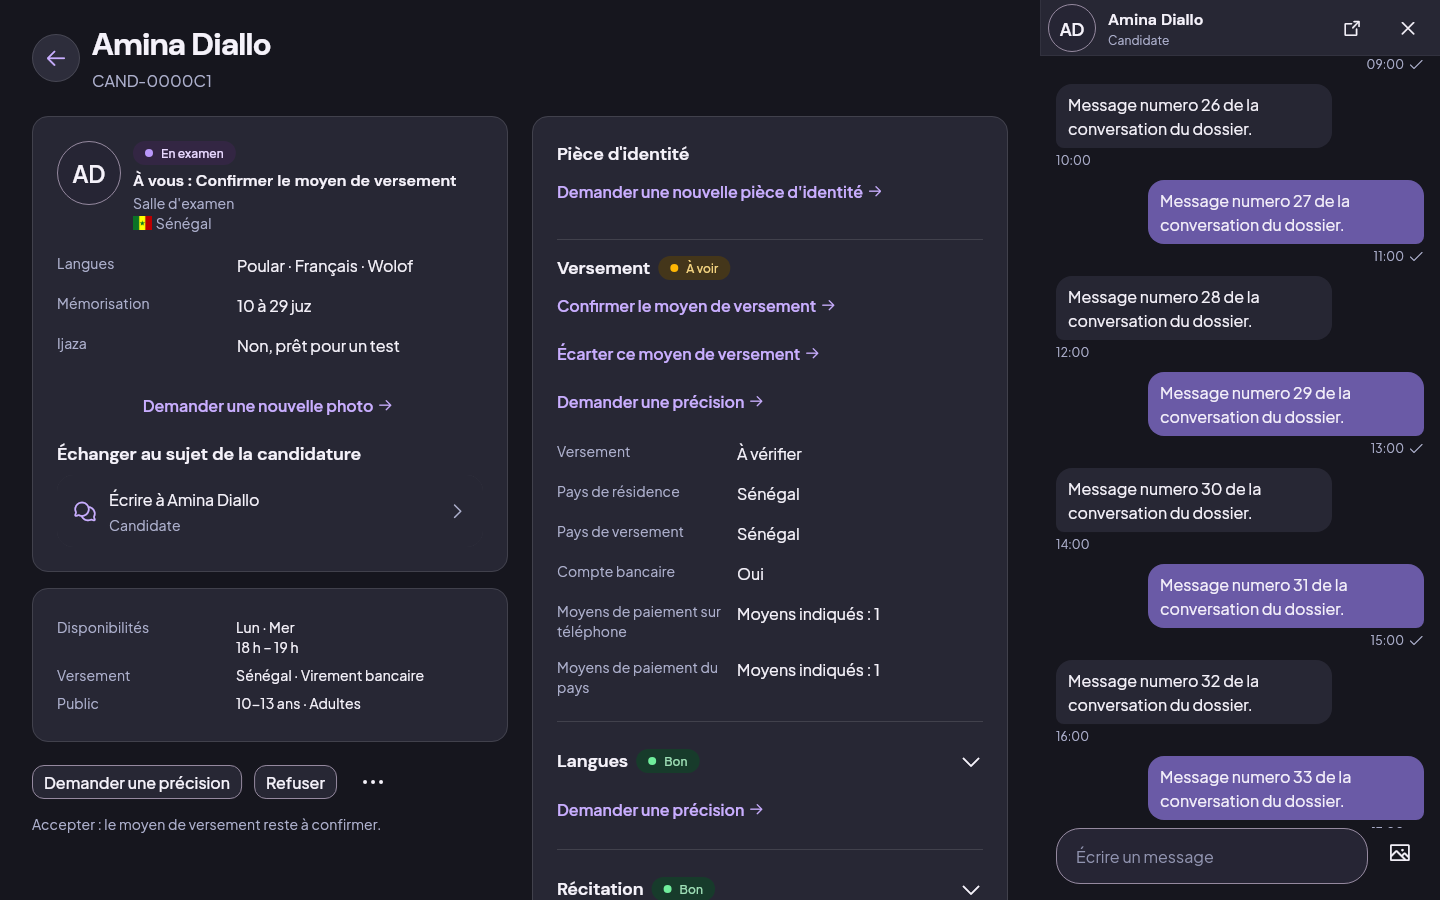 Amina Diallo
CAND-0000C1
AD
En examen
À vous : Confirmer le moyen de versement
Salle d'examen
Sénégal
Langues
Poular · Français · Wolof
Mémorisation
10 à 29 juz
Ijaza
Non, prêt pour un test
Demander une nouvelle photo →
Échanger au sujet de la candidature
Écrire à Amina Diallo
Candidate
Disponibilités
Lun · Mer
18 h – 19 h
Versement
Sénégal · Virement bancaire
Public
10–13 ans · Adultes
Demander une précision
Refuser
Accepter : le moyen de versement reste à confirmer.
Pièce d'identité
Demander une nouvelle pièce d'identité →
Versement
À voir
Confirmer le moyen de versement →
Écarter ce moyen de versement →
Demander une précision →
Versement
À vérifier
Pays de résidence
Sénégal
Pays de versement
Sénégal
Compte bancaire
Oui
Moyens de paiement sur
téléphone
Moyens indiqués : 1
Moyens de paiement du
pays
Moyens indiqués : 1
Langues
Bon
Demander une précision →
Récitation
Bon
AD
Amina Diallo
Candidate
09:00
Message numero 26 de la
conversation du dossier.
10:00
Message numero 27 de la
conversation du dossier.
11:00
Message numero 28 de la
conversation du dossier.
12:00
Message numero 29 de la
conversation du dossier.
13:00
Message numero 30 de la
conversation du dossier.
14:00
Message numero 31 de la
conversation du dossier.
15:00
Message numero 32 de la
conversation du dossier.
16:00
Message numero 33 de la
conversation du dossier.
Écrire un message